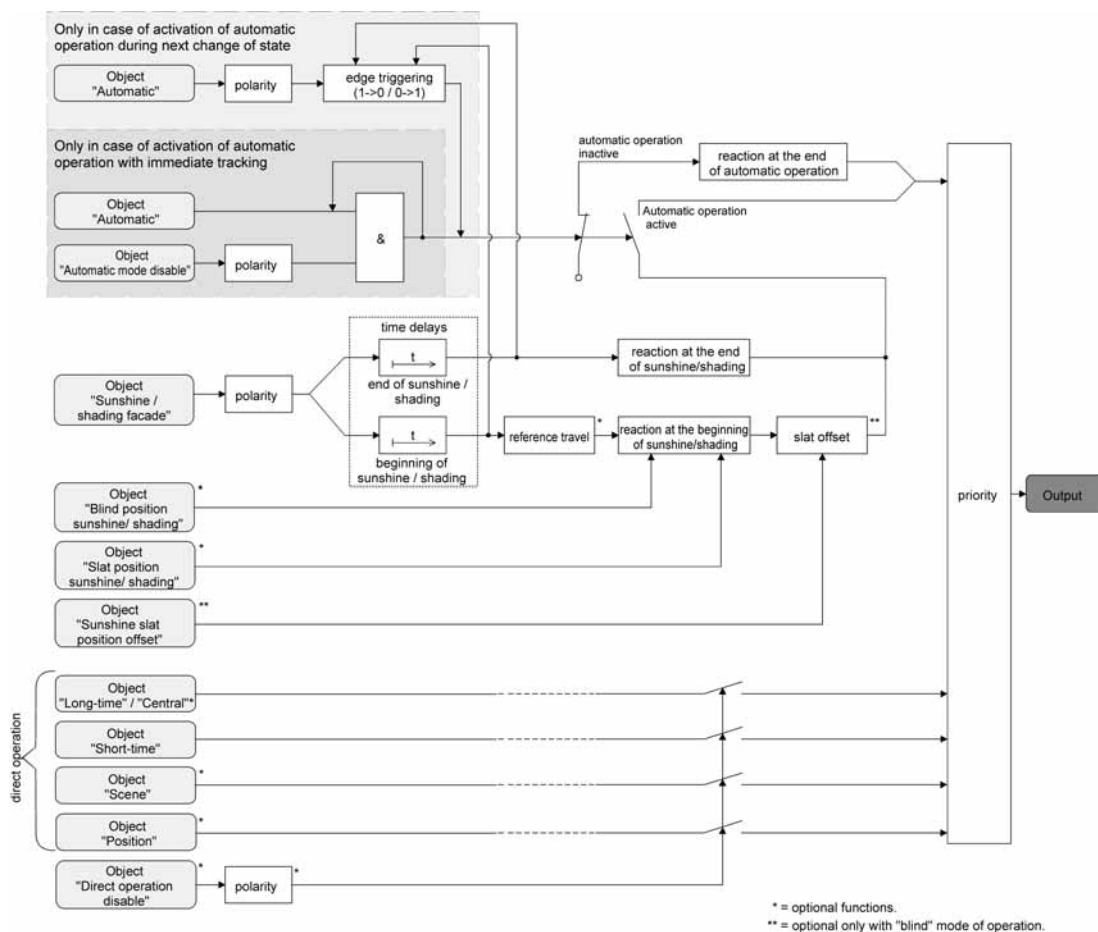 Only in case of activation of automatic
operation during next change of state
Object
"Automatic"
polarity
edge triggering
(1->0 / 0->1)
Only in case of activation of automatic
operation with immediate tracking
Object
"Automatic"
Object
"Automatic mode disable"
polarity
&
automatic operation
inactive
reaction at the end
of automatic operation
Automatic operation
active
time delays
t
end of sunshine /
shading
reaction at the end
of sunshine/shading
Object
"Sunshine /
shading facade"
polarity
t
beginning of
sunshine / shading
reference travel
*
reaction at the beginning
of sunshine/shading
slat offset
**
Object
"Blind position
sunshine/ shading"
*
Object
"Slat position
sunshine/ shading"
*
Object
"Sunshine slat
position offset"
**
priority
Output
direct operation
Object
"Long-time" / "Central"*
Object
"Short-time"
Object
"Scene"
*
Object
"Position"
*
Object
"Direct operation
disable"
*
polarity
*
* = optional functions.
** = optional only with "blind" mode of operation.